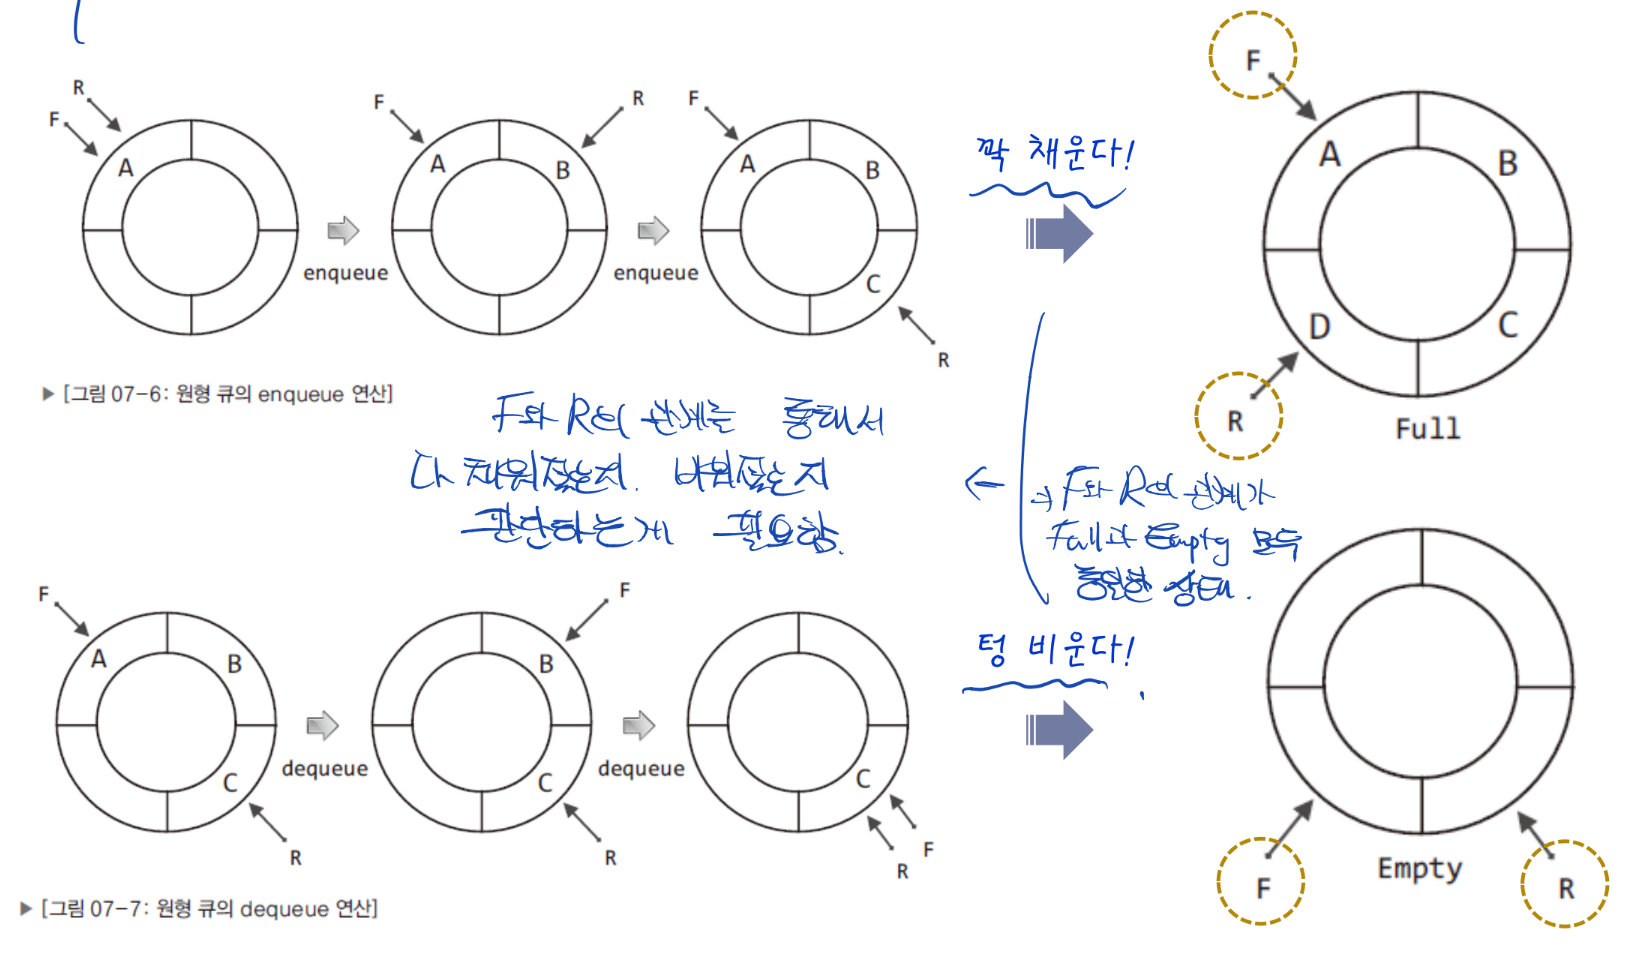 R
F
A
enqueue
F
R
A
B
enqueue
F
A
B
C
R
▶ [그림 07-6: 원형 큐의 enqueue 연산]
꽉 채운다!
F
A
B
D
C
R
Full
F와 R의 관계를 통해서
다 채워졌는지. 비워졌는지
판단하는게 필요함.
← → F와 R의 관계가
Full과 Empty 모두
동일한 상태.
F
A
B
C
R
dequeue
F
B
C
R
dequeue
C
F
R
▶ [그림 07-7: 원형 큐의 dequeue 연산]
텅 비운다!
F
R
Empty